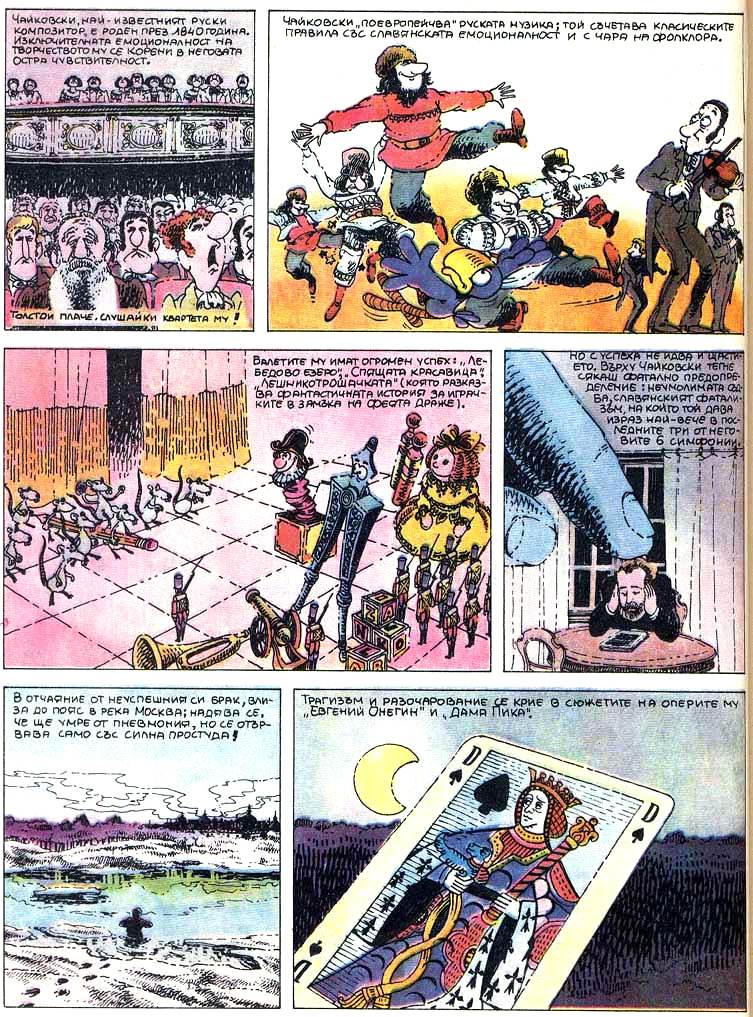 ЧАЙКОВСКИ, НАЙ-ИЗВЕСТНИЯТ РУСКИ
КОМПОЗИТОР, Е РОДЕН ПРЕЗ 1840 ГОДИНА.
ИЗКЛЮЧИТЕЛНАТА ЕМОЦИОНАЛНОСТ НА
ТВОРЧЕСТВОТО МУ СЕ КОРЕНИ В НЕГОВАТА
ОСТРА ЧУВСТВИТЕЛНОСТ.
ТОЛСТОЙ ПЛАЧЕ, СЛУШАЙКИ КВАРТЕТА МУ!
ЧАЙКОВСКИ „ПОЕВРОПЕЙЧВА" РУСКАТА МУЗИКА; ТОЙ СЪЧЕТАВА КЛАСИЧЕСКИТЕ
ПРАВИЛА СЪС СЛАВЯНСКАТА ЕМОЦИОНАЛНОСТ И С ЧАРА НА ФОЛКЛОРА.
БАЛЕТИТЕ МУ ИМАТ ОГРОМЕН УСПЕХ: „ЛЕ-
БЕДОВО ЕЗЕРО", „СПЯЩАТА КРАСАВИЦА",
„ЛЕШНИКОТРОШАЧКАТА" (КОЯТО РАЗКАЗ-
ВА ФАНТАСТИЧНАТА ИСТОРИЯ ЗА ИГРАЧ-
КИТЕ В ЗАМЪКА НА ФЕЯТА ДРАЖЕ).
НО С УСПЕХА НЕ ИДВА И ЩАСТИ-
ЕТО. ВЪРХУ ЧАЙКОВСКИ ТЕГНЕ
СЯКАШ ФАТАЛНО ПРЕДОПРЕ-
ДЕЛЕНИЕ: НЕУМОЛИМАТА СЪД-
БА, СЛАВЯНСКИЯТ ФАТАЛИ-
ЗЪМ, НА КОЙТО ТОЙ ДАВА
ИЗРАЗ НАЙ-ВЕЧЕ В ПОС-
ЛЕДНИТЕ ТРИ ОТ НЕГО-
ВИТЕ 6 СИМФОНИИ.
В ОТЧАЯНИЕ ОТ НЕУСПЕШНИЯ СИ БРАК, ВЛИ-
ЗА ДО ПОЯС В РЕКА МОСКВА; НАДЯВА СЕ,
ЧЕ ЩЕ УМРЕ ОТ ПНЕВМОНИЯ, НО СЕ ОТЪР-
ВАВА САМО СЪС СИЛНА ПРОСТУДА!
ТРАГИЗЪМ И РАЗОЧАРОВАНИЕ СЕ КРИЕ В СЮЖЕТИТЕ НА ОПЕРИТЕ МУ
„ЕВГЕНИЙ ОНЕГИН" И „ДАМА ПИКА".
D
D
D